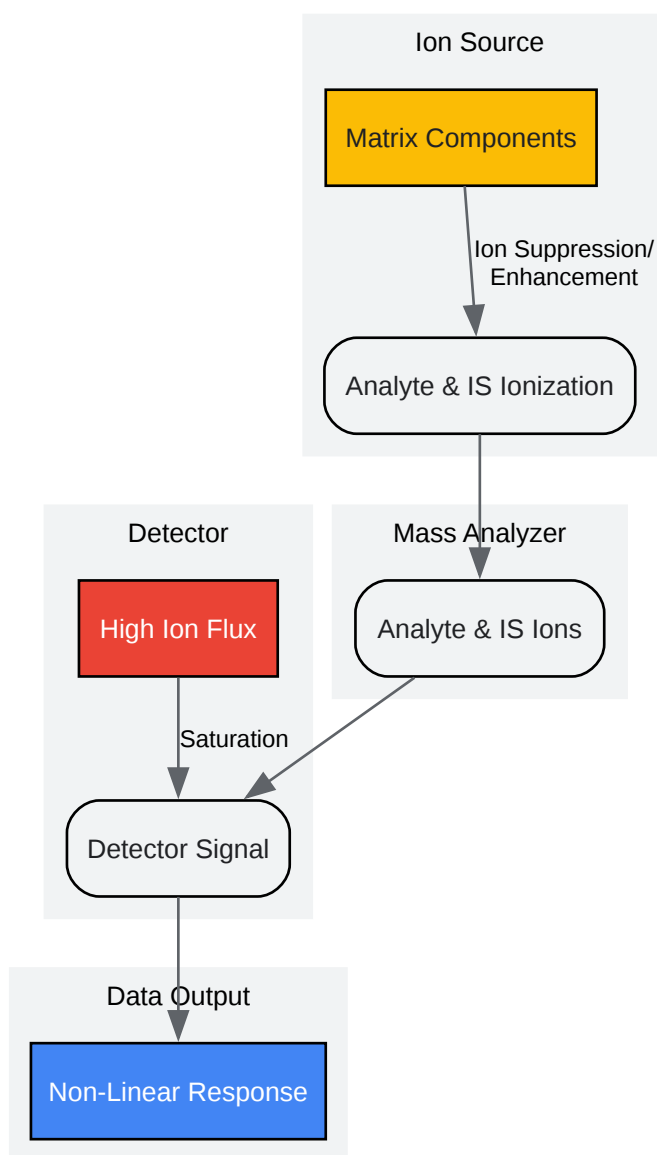 Ion Source
Matrix Components
Ion Suppression/
Enhancement
Analyte & IS Ionization
Detector
Mass Analyzer
High Ion Flux
Analyte & IS Ions
Saturation
Detector Signal
Data Output
Non-Linear Response